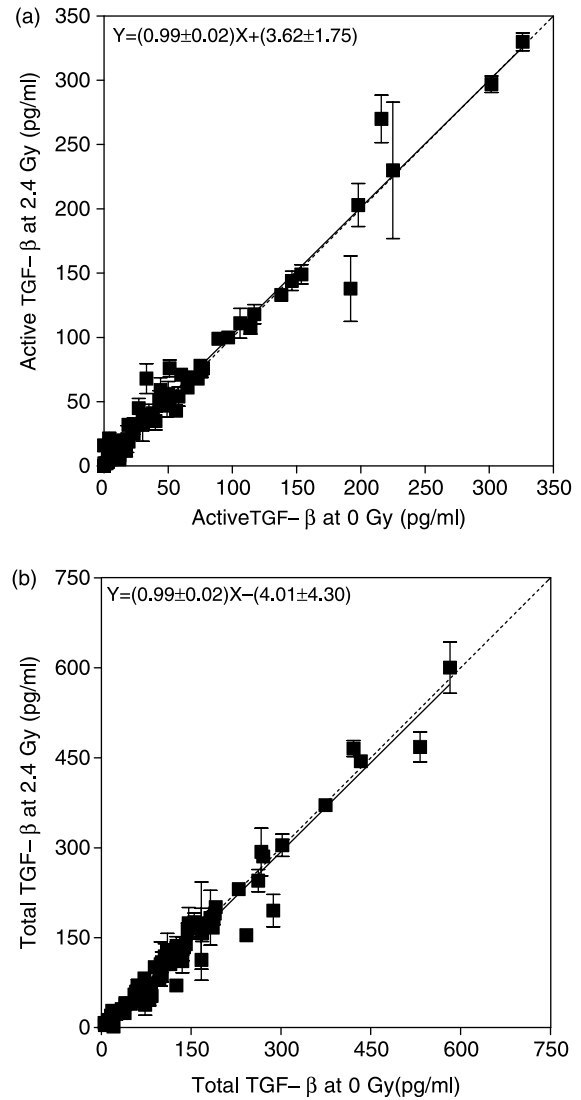 (a)
Y=(0.99±0.02)X+(3.62±1.75)
350
300
250
200
150
100
50
0
Active TGF– β at 2.4 Gy (pg/ml)
0 50 100 150 200 250 300 350
ActiveTGF– β at 0 Gy (pg/ml)
(b)
Y=(0.99±0.02)X–(4.01±4.30)
750
600
450
300
150
0
Total TGF– β at 2.4 Gy (pg/ml)
0 150 300 450 600 750
Total TGF– β at 0 Gy(pg/ml)